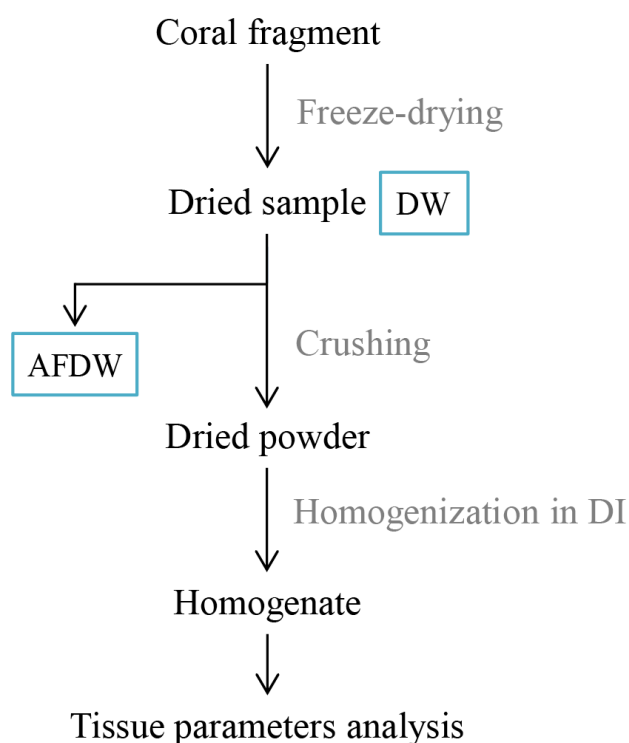 Coral fragment
Freeze-drying
Dried sample DW
AFDW
Crushing
Dried powder
Homogenization in DI
Homogenate
Tissue parameters analysis